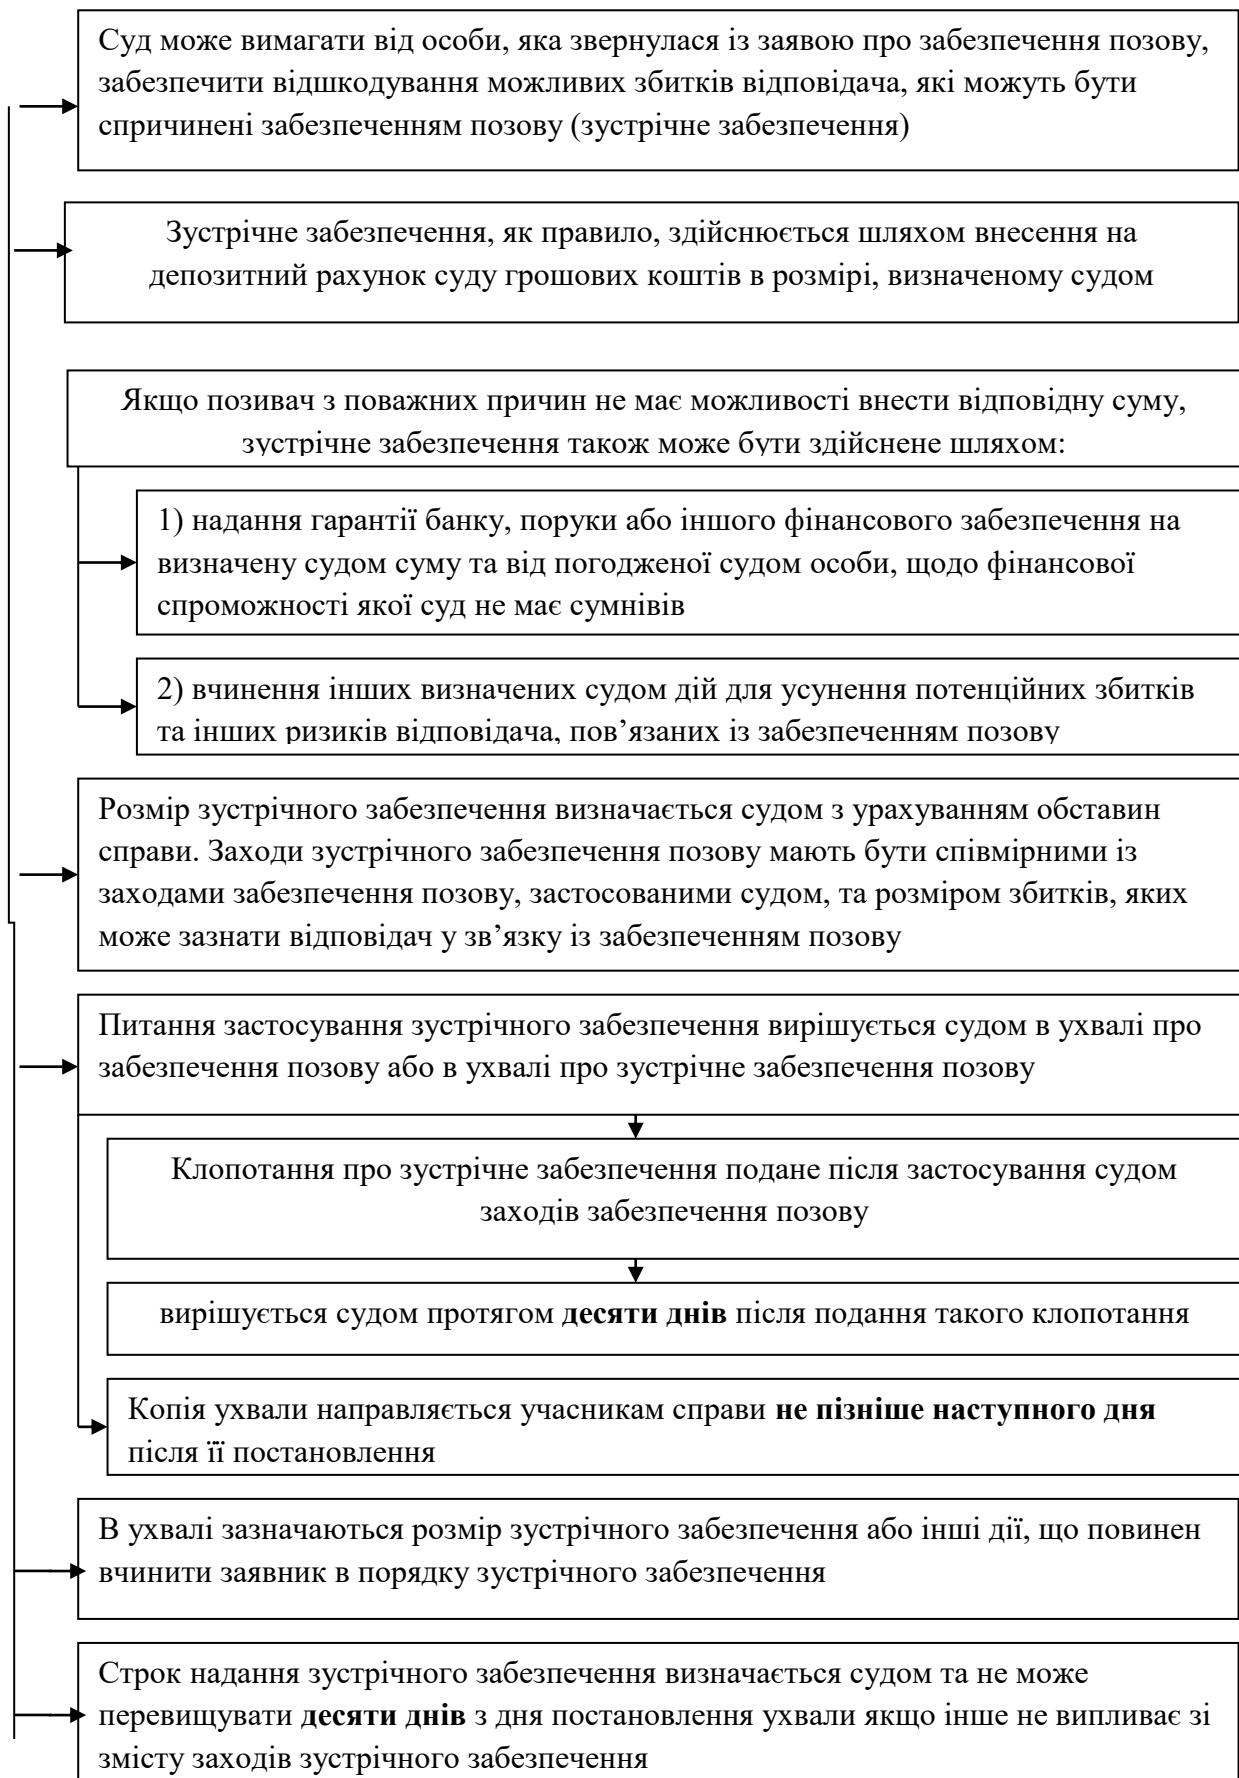 Суд може вимагати від особи, яка звернулася із заявою про забезпечення позову,
забезпечити відшкодування можливих збитків відповідача, які можуть бути
спричинені забезпеченням позову (зустрічне забезпечення)
Зустрічне забезпечення, як правило, здійснюється шляхом внесення на
депозитний рахунок суду грошових коштів в розмірі, визначеному судом
Якщо позивач з поважних причин не має можливості внести відповідну суму,
зустрічне забезпечення також може бути здійснене шляхом:
1) надання гарантії банку, поруки або іншого фінансового забезпечення на
визначену судом суму та від погодженої судом особи, щодо фінансової
спроможності якої суд не має сумнівів
2) вчинення інших визначених судом дій для усунення потенційних збитків
та інших ризиків відповідача, пов’язаних із забезпеченням позову
Розмір зустрічного забезпечення визначається судом з урахуванням обставин
справи. Заходи зустрічного забезпечення позову мають бути співмірними із
заходами забезпечення позову, застосованими судом, та розміром збитків, яких
може зазнати відповідач у зв’язку із забезпеченням позову
Питання застосування зустрічного забезпечення вирішується судом в ухвалі про
забезпечення позову або в ухвалі про зустрічне забезпечення позову
Клопотання про зустрічне забезпечення подане після застосування судом
заходів забезпечення позову
вирішується судом протягом десяти днів після подання такого клопотання
Копія ухвали направляється учасникам справи не пізніше наступного дня
після її постановлення
В ухвалі зазначаються розмір зустрічного забезпечення або інші дії, що повинен
вчинити заявник в порядку зустрічного забезпечення
Строк надання зустрічного забезпечення визначається судом та не може
перевищувати десяти днів з дня постановлення ухвали якщо інше не випливає зі
змісту заходів зустрічного забезпечення